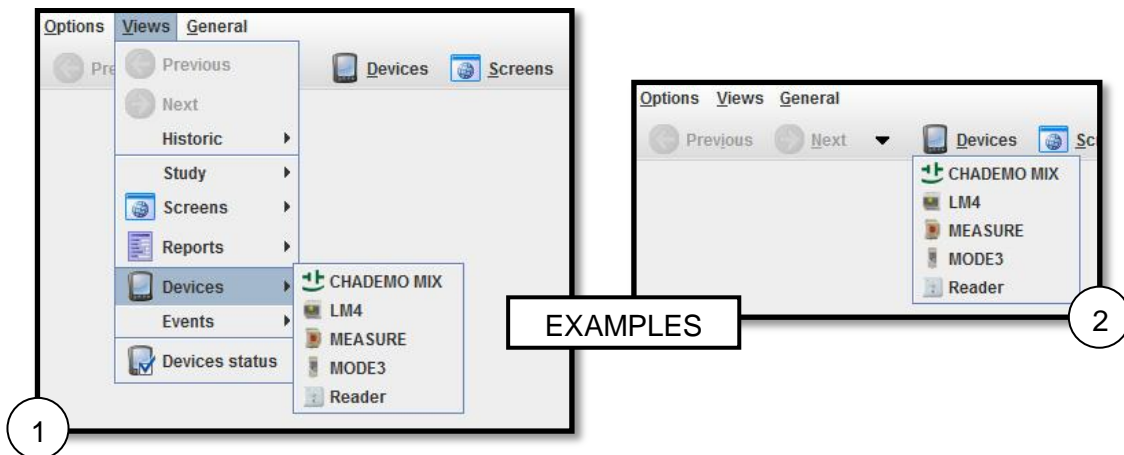 Options Views General
Pre
Devices Screens
Previous
Next
Historic
Study
Screens
Reports
Devices
Events
Devices status
CHADEMO MIX
LM4
MEASURE
MODE3
Reader
1
EXAMPLES
Options Views General
Previous Next Devices Sc
CHADEMO MIX
LM4
MEASURE
MODE3
Reader
2